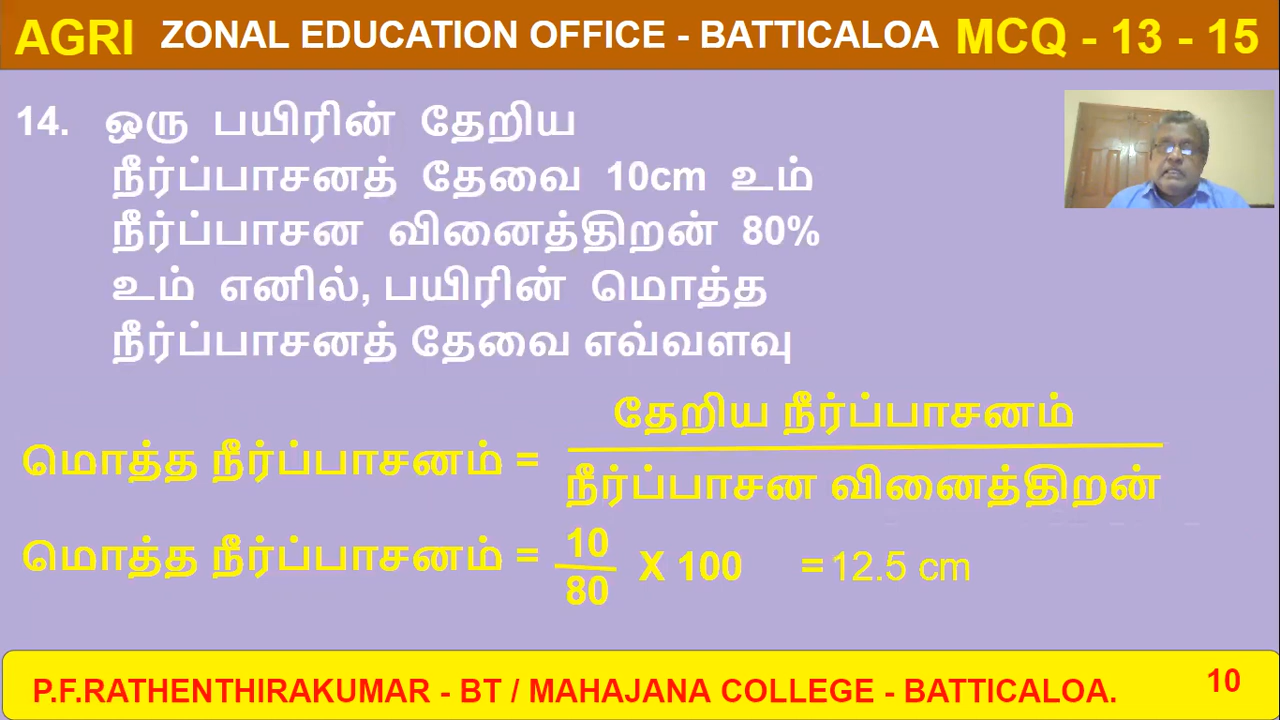 AGRI ZONAL EDUCATION OFFICE - BATTICALOA MCQ - 13 - 15
14. ஒரு பயிரின் தேறிய
நீர்ப்பாசனத் தேவை 10cm உம்
நீர்ப்பாசன வினைத்திறன் 80%
உம் எனில், பயிரின் மொத்த
நீர்ப்பாசனத் தேவை எவ்வளவு
தேறிய நீர்ப்பாசனம்
மொத்த நீர்ப்பாசனம் =
நீர்ப்பாசன வினைத்திறன்
மொத்த நீர்ப்பாசனம் = 10/80 X 100 = 12.5 cm
P.F.RATHENTHIRAKUMAR - BT / MAHAJANA COLLEGE - BATTICALOA. 10